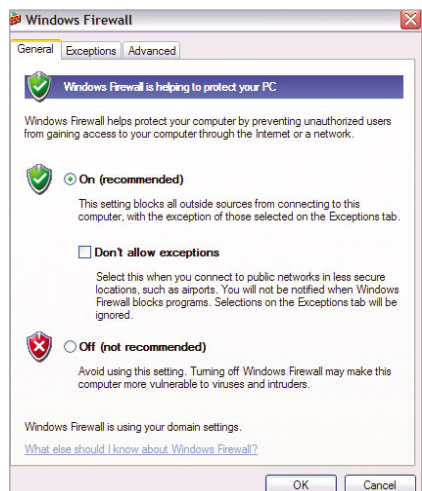 Windows Firewall
General Exceptions Advanced
Windows Firewall is helping to protect your PC
Windows Firewall helps protect your computer by preventing unauthorized users
from gaining access to your computer through the Internet or a network.
On (recommended)
This setting blocks all outside sources from connecting to this
computer, with the exception of those selected on the Exceptions tab.
Don't allow exceptions
Select this when you connect to public networks in less secure
locations, such as airports. You will not be notified when Windows
Firewall blocks programs. Selections on the Exceptions tab will be
ignored.
Off (not recommended)
Avoid using this setting. Turning off Windows Firewall may make this
computer more vulnerable to viruses and intruders.
Windows Firewall is using your domain settings.
What else should I know about Windows Firewall?
OK Cancel